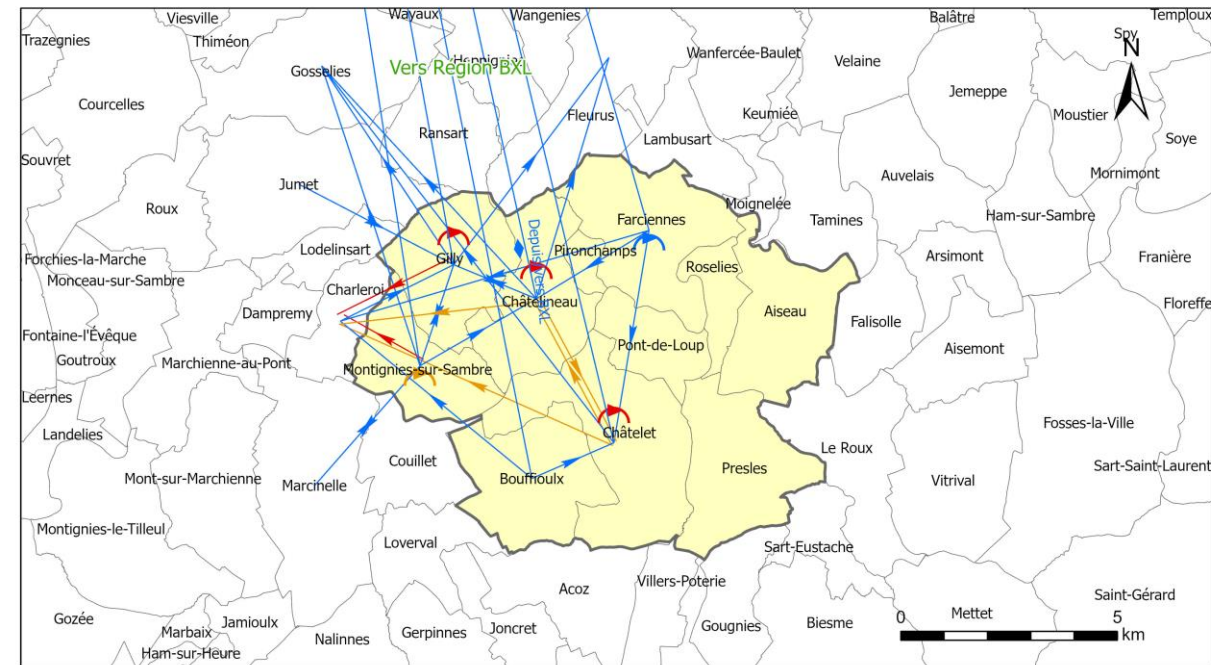 Viesville
Wayaux
Wangenies
Balâtre
Temploux
Trazegnies
Thiméon
Spy
N
Gosselies
Vers Region BXL
Wanfercée-Baulet
Velaine
Courcelles
Jemeppe
Keumiée
Moustier
Fleurus
Ransart
Lambusart
Soye
Souvret
Auvelais
Mornimont
Jumet
Moignelée
Roux
Farciennes
Tamines
Ham-sur-Sambre
Lodelinsart
Depuis/vers BXL
Pironchamps
Forchies-la-Marche
Gilly
Arsimont
Franière
Roselies
Monceau-sur-Sambre
Charleroi
Châtelineau
Floreffe
Dampremy
Aiseau
Falisolle
Fontaine-l'Évêque
Pont-de-Loup
Aisemont
Goutroux
Marchienne-au-Pont
Montignies-sur-Sambre
Leernes
Fosses-la-Ville
Landelies
Châtelet
Le Roux
Couillet
Sart-Saint-Laurent
Mont-sur-Marchienne
Bouffioulx
Presles
Vitrival
Marcinelle
Montigny-le-Tilleul
Loverval
Sart-Eustache
Acoz
Villers-Poterie
Saint-Gérard
Gozée
Jamioulx
Marbaix
Nalinnes
Gerpinnes
Joncret
Gougnies
Biesme
Mettet
Ham-sur-Heure
0
5
km